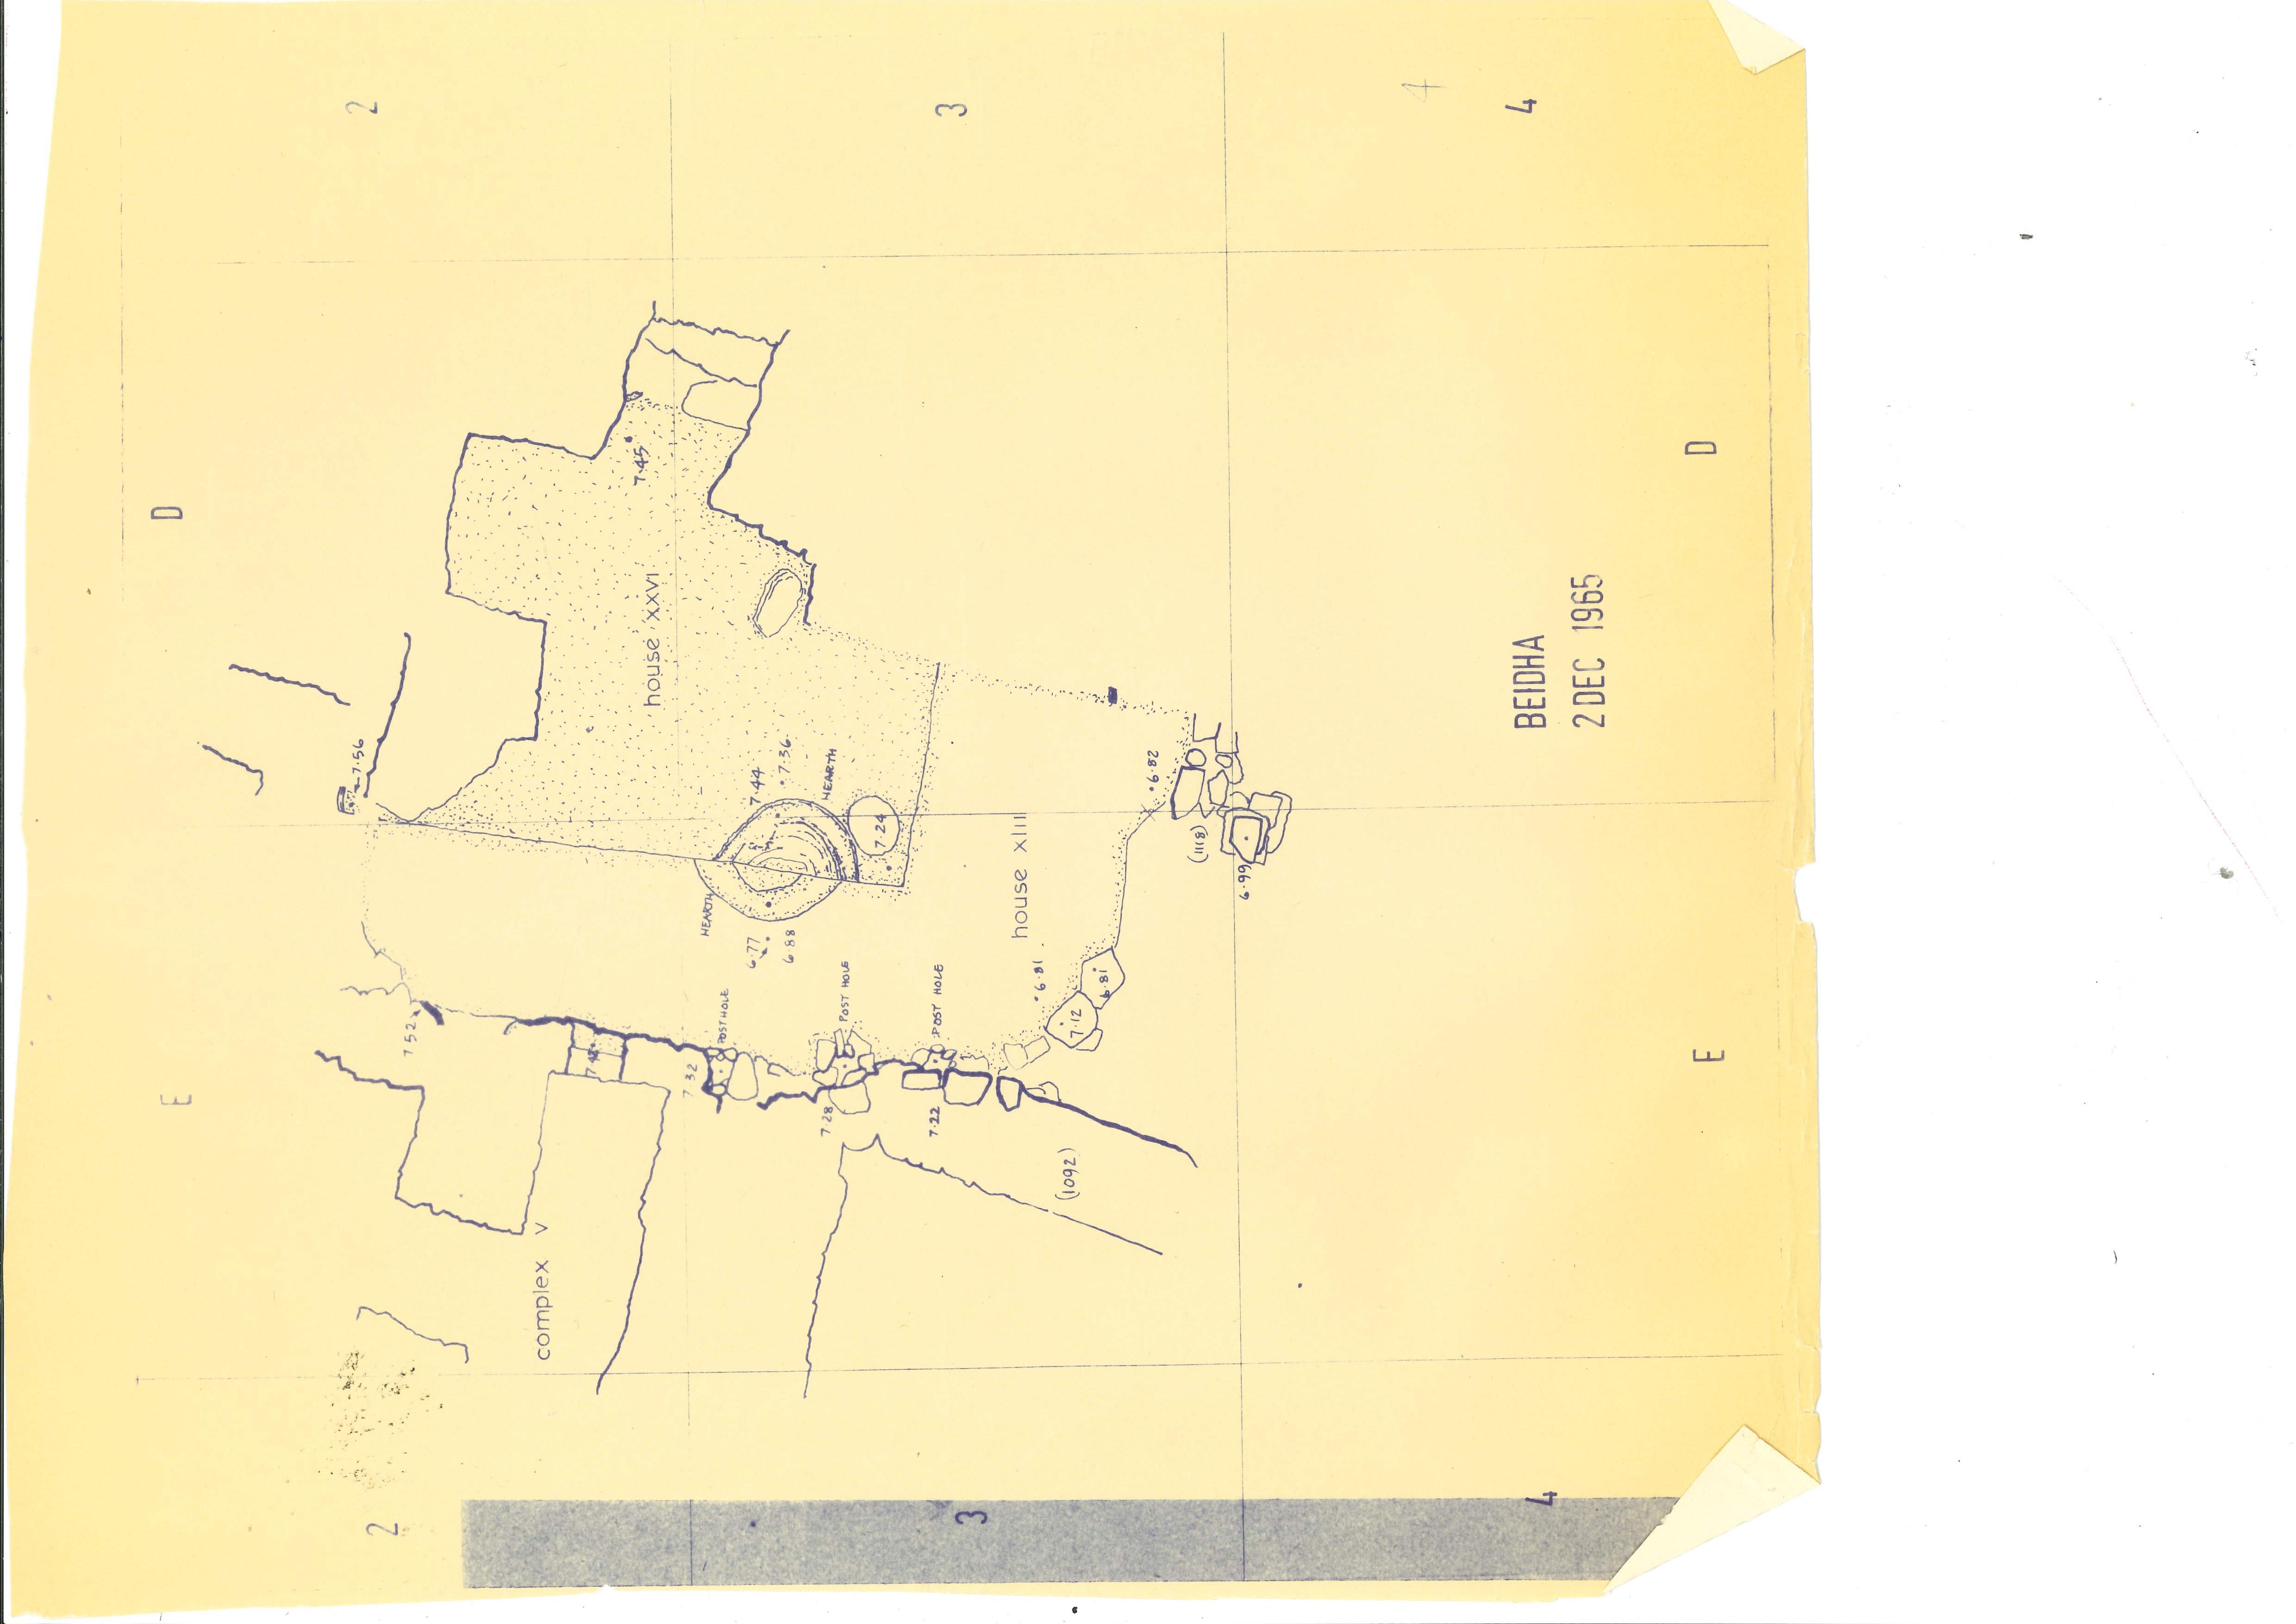 E
D
2
2
7.56
7.52
complex V
7.45
house XXVI
7.32
HEARTH
POST HOLE
6.77
7.44
7.36
6.88
7.28
HEARTH
POST HOLE
7.24
7.22
POST HOLE
3
3
house XLIII
6.81
(1092)
7.12
6.81
6.82
(1118)
6.99
4
4
4
BEIDHA
2 DEC 1965
E
D